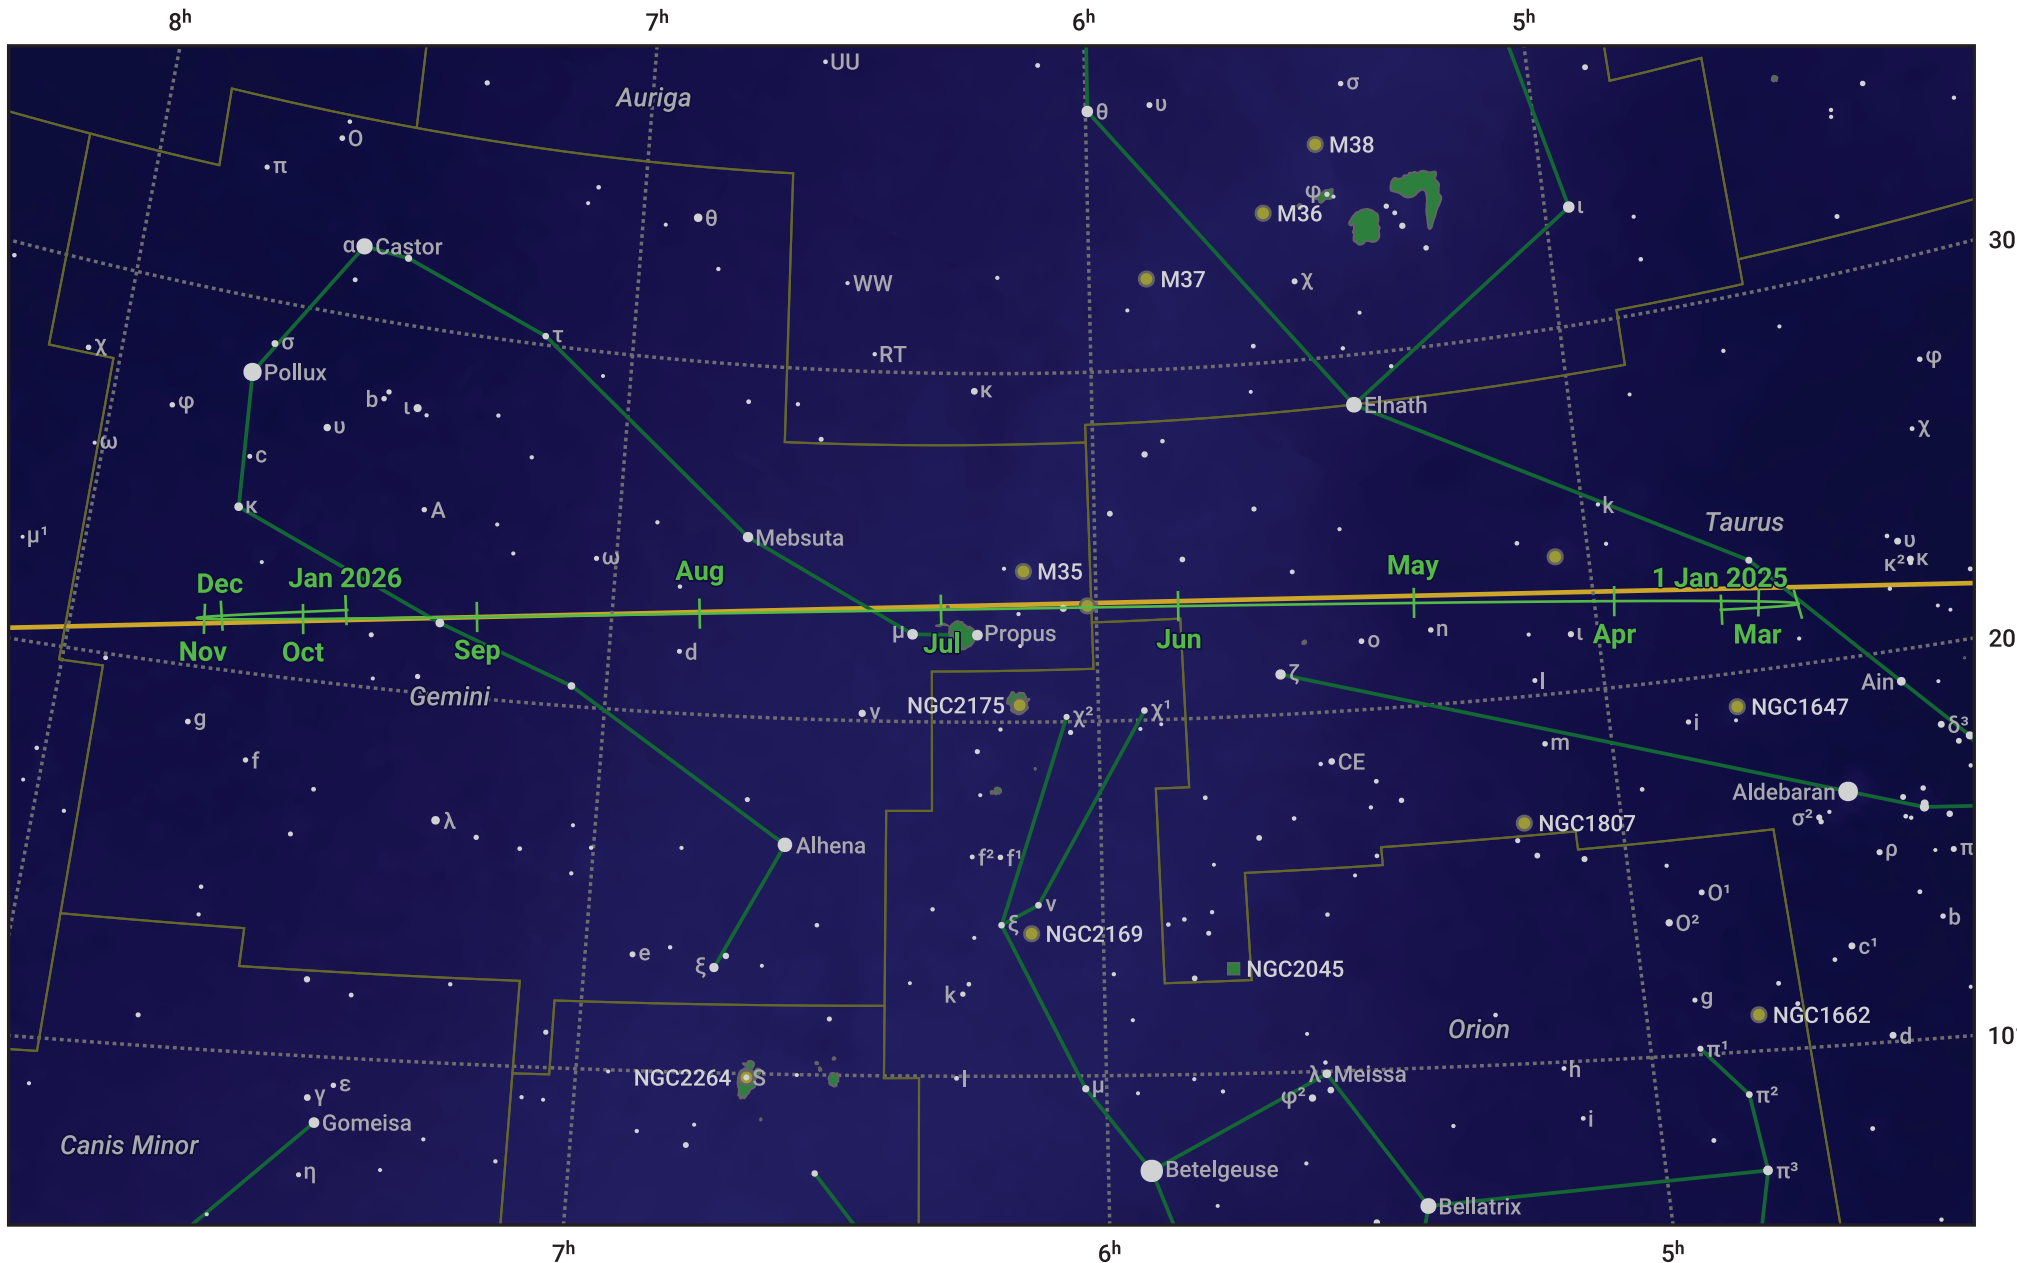 8ʰ 7ʰ 6ʰ 5ʰ
UU
Auriga
σ
θ
υ
Ο
M38
π
φ
M36
ι
θ
30
α Castor
M37
χ
WW
τ
χ
σ
RT
φ
Pollux
κ
b
ι
φ
Elnath
υ
χ
ω
c
κ
A
k
Taurus
μ¹
Mebsuta
υ
ω
κ² κ
M35
May
Aug
Dec
Jan 2026
1 Jan 2025
μ
Propus
n
ι
20
Jul
Jun
o
Apr
Mar
Nov
Oct
Sep
d
ζ
l
Ain
Gemini
NGC2175
ν
χ²
χ¹
NGC1647
g
i
δ³
m
f
CE
Aldebaran
λ
σ²
NGC1807
Alhena
f² f¹
ρ
π
ν
O¹
b
ξ
NGC2169
O²
c¹
e
ξ
NGC2045
k
g
NGC1662
Orion
d
10°
π¹
NGC2264
S
l
λ Meissa
h
ε
μ
φ²
π²
γ
Gomeisa
i
Canis Minor
η
Betelgeuse
π³
Bellatrix
7ʰ 6ʰ 5ʰ